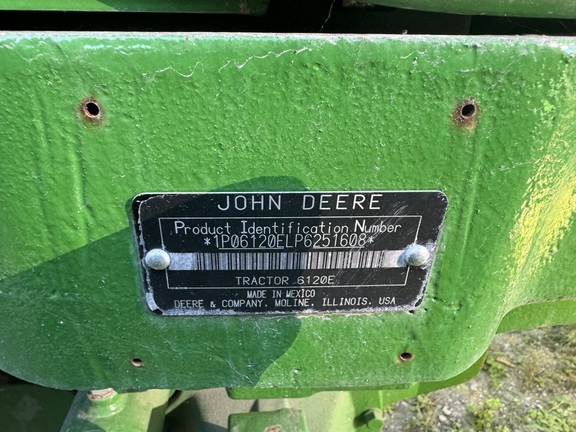 JOHN DEERE
Product Identification Number
*1P06120ELP6251608*
TRACTOR 6120E
MADE IN MEXICO
DEERE & COMPANY, MOLINE, ILLINOIS, USA